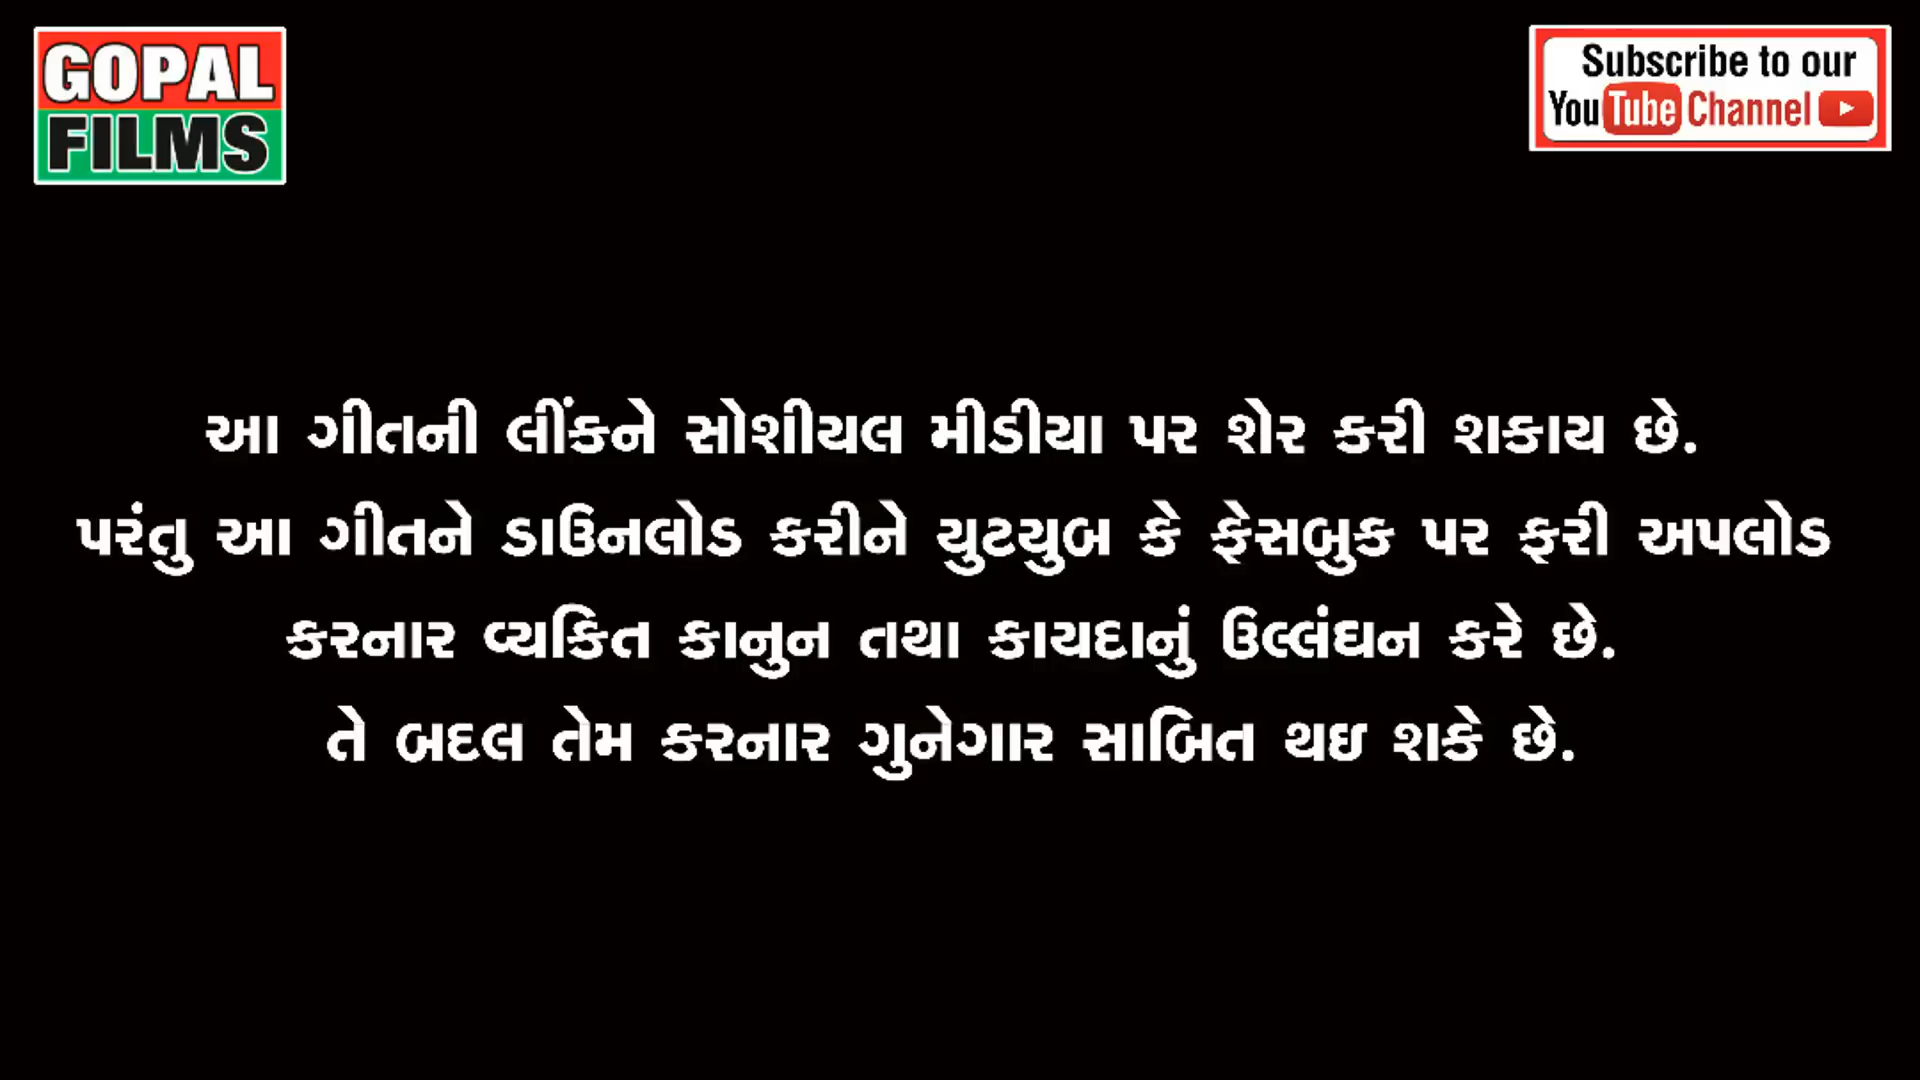 GOPAL
FILMS
Subscribe to our
YouTube Channel
આ ગીતની લીંકને સોશીયલ મીડીયા પર શેર કરી શકાય છે.
પરંતુ આ ગીતને ડાઉનલોડ કરીને યુટયુબ કે ફેસબુક પર ફરી અપલોડ
કરનાર વ્યકિત કાનુન તથા કાયદાનું ઉલ્લંઘન કરે છે.
તે બદલ તેમ કરનાર ગુનેગાર સાબિત થઇ શકે છે.